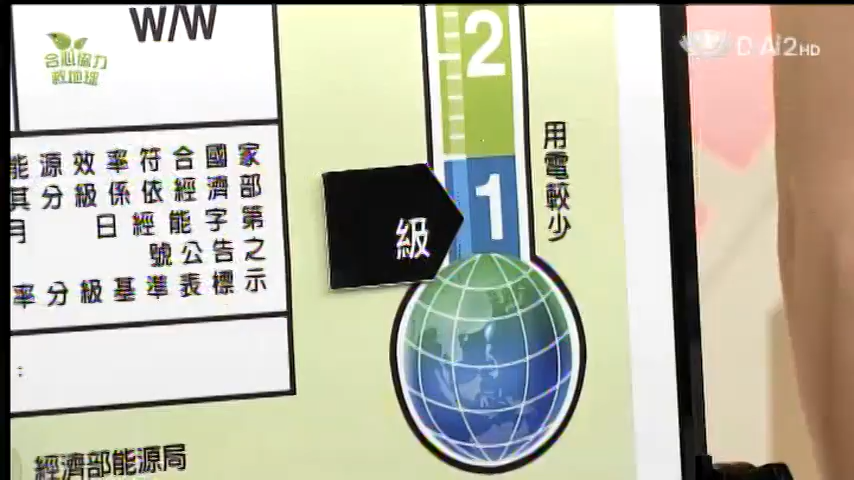 W/W
合心協力
救地球
DaAi2HD
2
1
級
用電較少
能源效率符合國家
其分級係依經濟部
月 日經能字第
號公告之
率分級基準表標示
:
經濟部能源局